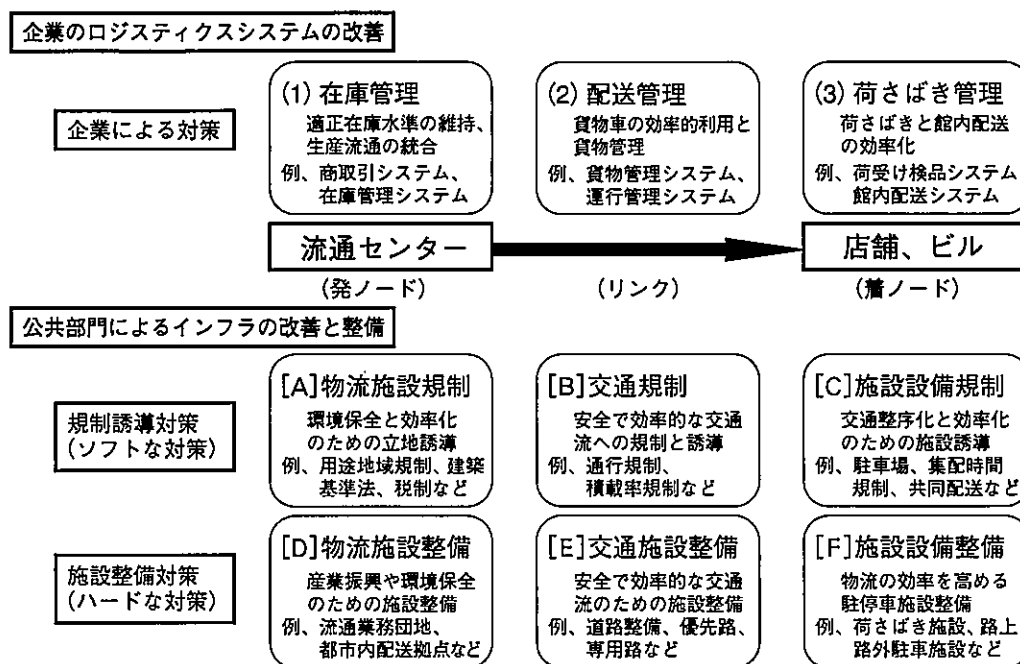 企業のロジスティクスシステムの改善
企業による対策
(1) 在庫管理
適正在庫水準の維持、
生産流通の統合
例、商取引システム、
在庫管理システム
(2) 配送管理
貨物車の効率的利用と
貨物管理
例、貨物管理システム、
運行管理システム
(3) 荷さばき管理
荷さばきと館内配送
の効率化
例、荷受け検品システム
館内配送システム
流通センター
店舗、ビル
(発ノード)
(リンク)
(着ノード)
公共部門によるインフラの改善と整備
規制誘導対策
(ソフトな対策)
[A]物流施設規制
環境保全と効率化
のための立地誘導
例、用途地域規制、建築
基準法、税制など
[B]交通規制
安全で効率的な交通
流への規制と誘導
例、通行規制、
積載率規制など
[C]施設設備規制
交通整序化と効率化
のための施設誘導
例、駐車場、集配時間
規制、共同配送など
施設整備対策
(ハードな対策)
[D]物流施設整備
産業振興や環境保全
のための施設整備
例、流通業務団地、
都市内配送拠点など
[E]交通施設整備
安全で効率的な交通
流のための施設整備
例、道路整備、優先路、
専用路など
[F]施設設備整備
物流の効率を高める
駐停車施設整備
例、荷さばき施設、路上
路外駐車施設など